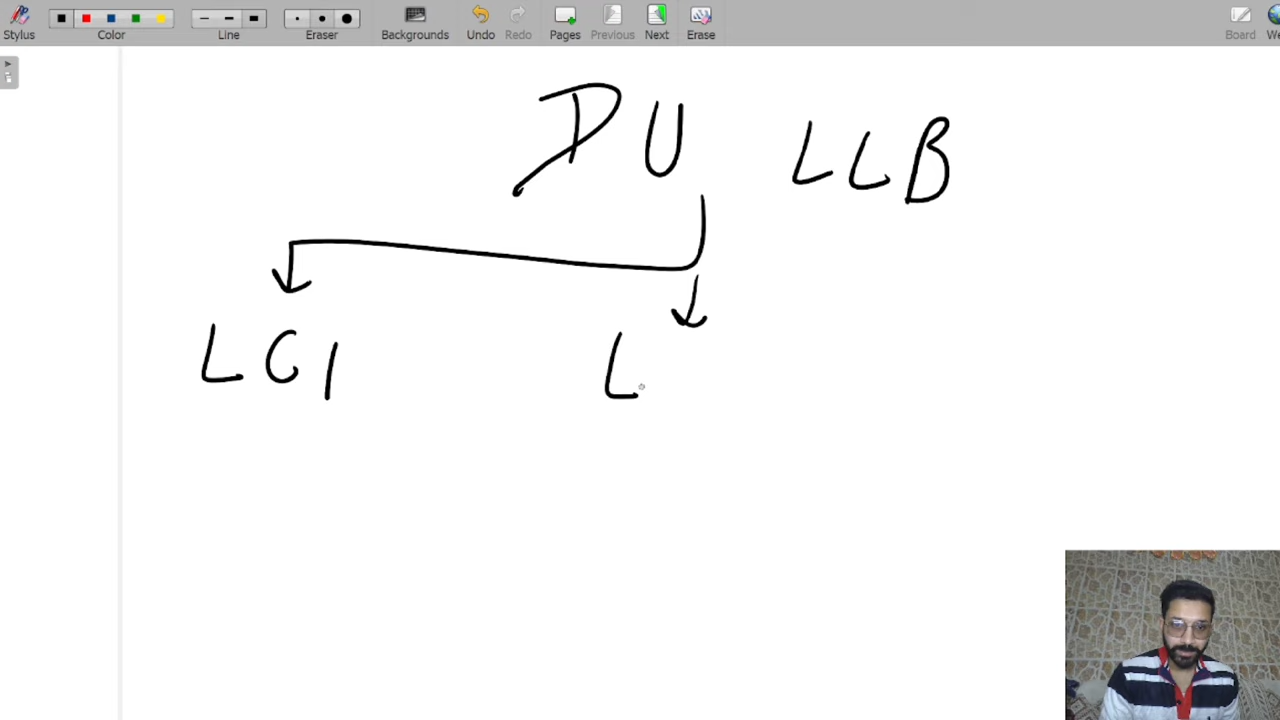 Stylus Color Line Eraser Backgrounds Undo Redo Pages Previous Next Erase Board
DU LLB
LC1 L